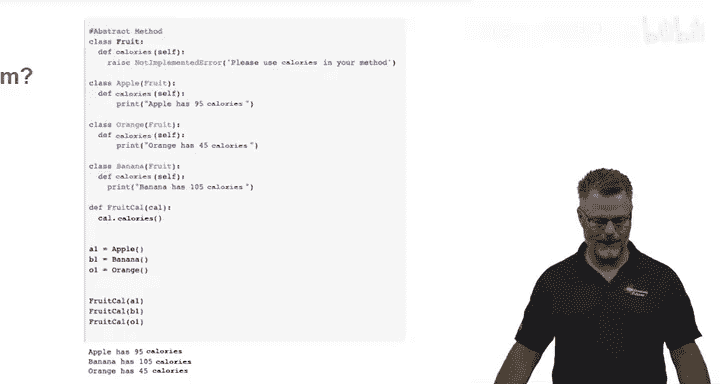 m?
#Abstract Method
class Fruit:
def calories(self):
raise NotImplementedError('Please use calories in your method')
class Apple(Fruit):
def calories(self):
print("Apple has 95 calories ")
class Orange(Fruit):
def calories(self):
print("Orange has 45 calories ")
class Banana(Fruit):
def calories(self):
print("Banana has 105 calories ")
def FruitCal(cal):
cal.calories()
a1 = Apple()
b1 = Banana()
o1 = Orange()
FruitCal(a1)
FruitCal(b1)
FruitCal(o1)
Apple has 95 calories
Banana has 105 calories
Orange has 45 calories
bilibili